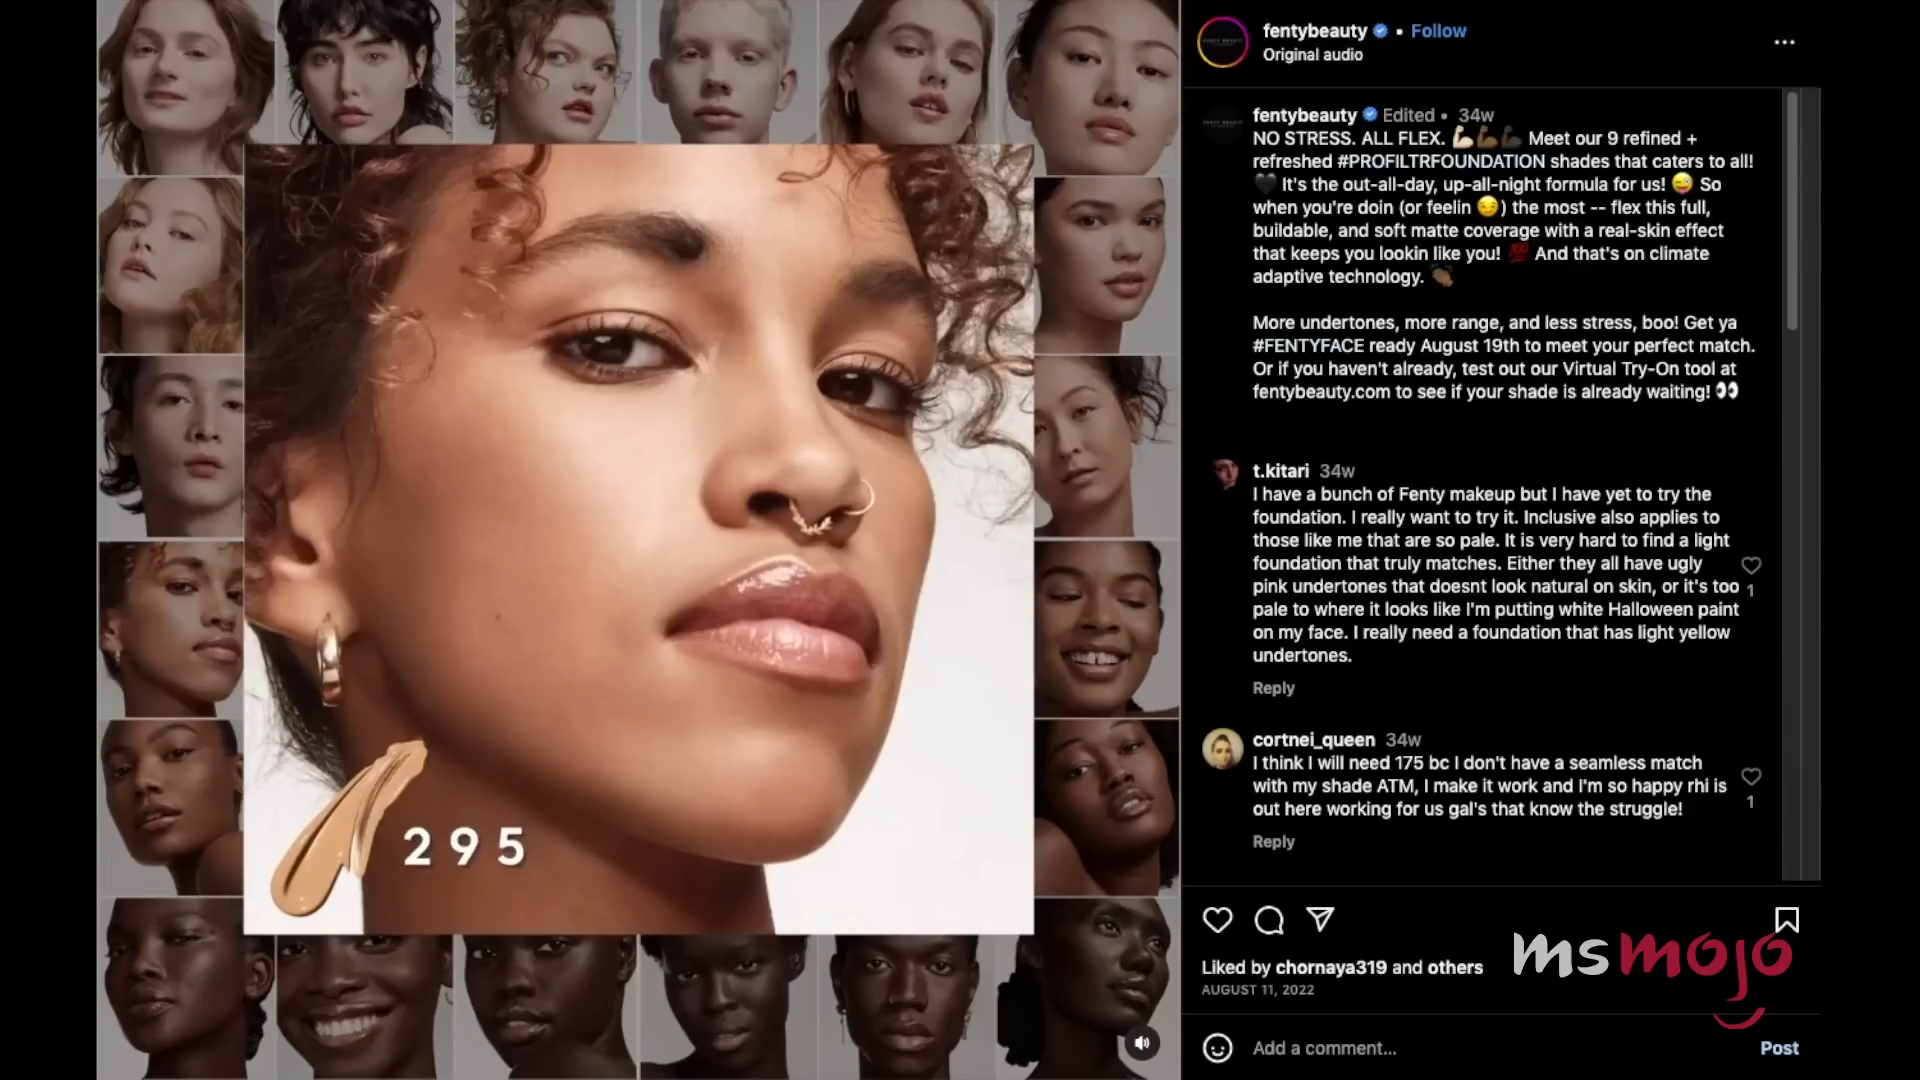 295
fentybeauty • Follow
Original audio
fentybeauty Edited • 34w
NO STRESS. ALL FLEX. 💪🏻💪🏽💪🏿 Meet our 9 refined +
refreshed #PROFILTRFOUNDATION shades that caters to all!
🖤 It's the out-all-day, up-all-night formula for us! 😜 So
when you're doin (or feelin 😏) the most -- flex this full,
buildable, and soft matte coverage with a real-skin effect
that keeps you lookin like you! 💯 And that's on climate
adaptive technology. 👏🏾
More undertones, more range, and less stress, boo! Get ya
#FENTYFACE ready August 19th to meet your perfect match.
Or if you haven't already, test out our Virtual Try-On tool at
fentybeauty.com to see if your shade is already waiting! 👀
t.kitari 34w
I have a bunch of Fenty makeup but I have yet to try the
foundation. I really want to try it. Inclusive also applies to
those like me that are so pale. It is very hard to find a light
foundation that truly matches. Either they all have ugly
pink undertones that doesnt look natural on skin, or it's too
pale to where it looks like I'm putting white Halloween paint
on my face. I really need a foundation that has light yellow
undertones.
1
Reply
cortnei_queen 34w
I think I will need 175 bc I don't have a seamless match
with my shade ATM, I make it work and I'm so happy rhi is
out here working for us gal's that know the struggle!
1
Reply
Liked by chornaya319 and others
AUGUST 11, 2022
msmojo
Add a comment...
Post